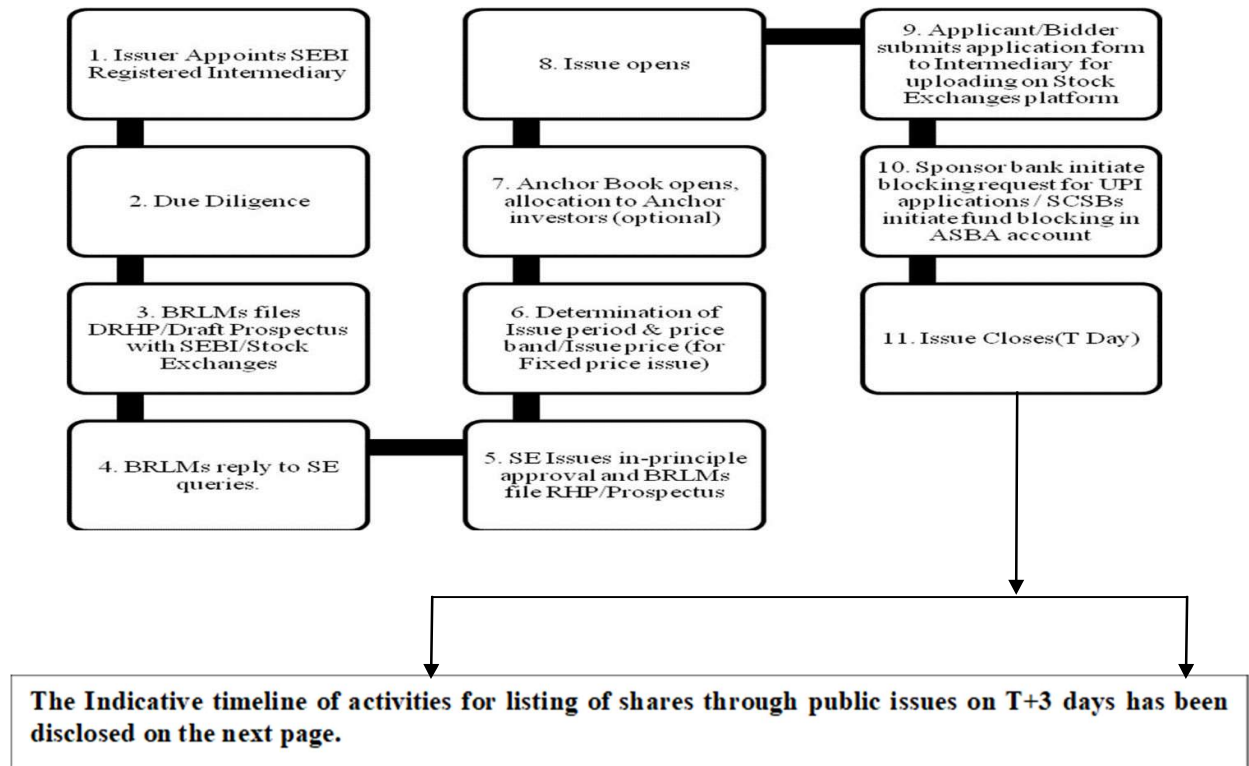 1. Issuer Appoints SEBI
Registered Intermediary
2. Due Diligence
3. BRLMs files
DRHP/Draft Prospectus
with SEBI/Stock
Exchanges
4. BRLMs reply to SE
queries.
5. SE Issues in-principle
approval and BRLMs
file RHP/Prospectus
6. Determination of
Issue period & price
band/Issue price (for
Fixed price issue)
7. Anchor Book opens,
allocation to Anchor
investors (optional)
8. Issue opens
9. Applicant/Bidder
submits application form
to Intermediary for
uploading on Stock
Exchanges platform
10. Sponsor bank initiate
blocking request for UPI
applications / SCSBs
initiate fund blocking in
ASBA account
11. Issue Closes(T Day)
The Indicative timeline of activities for listing of shares through public issues on T+3 days has been
disclosed on the next page.